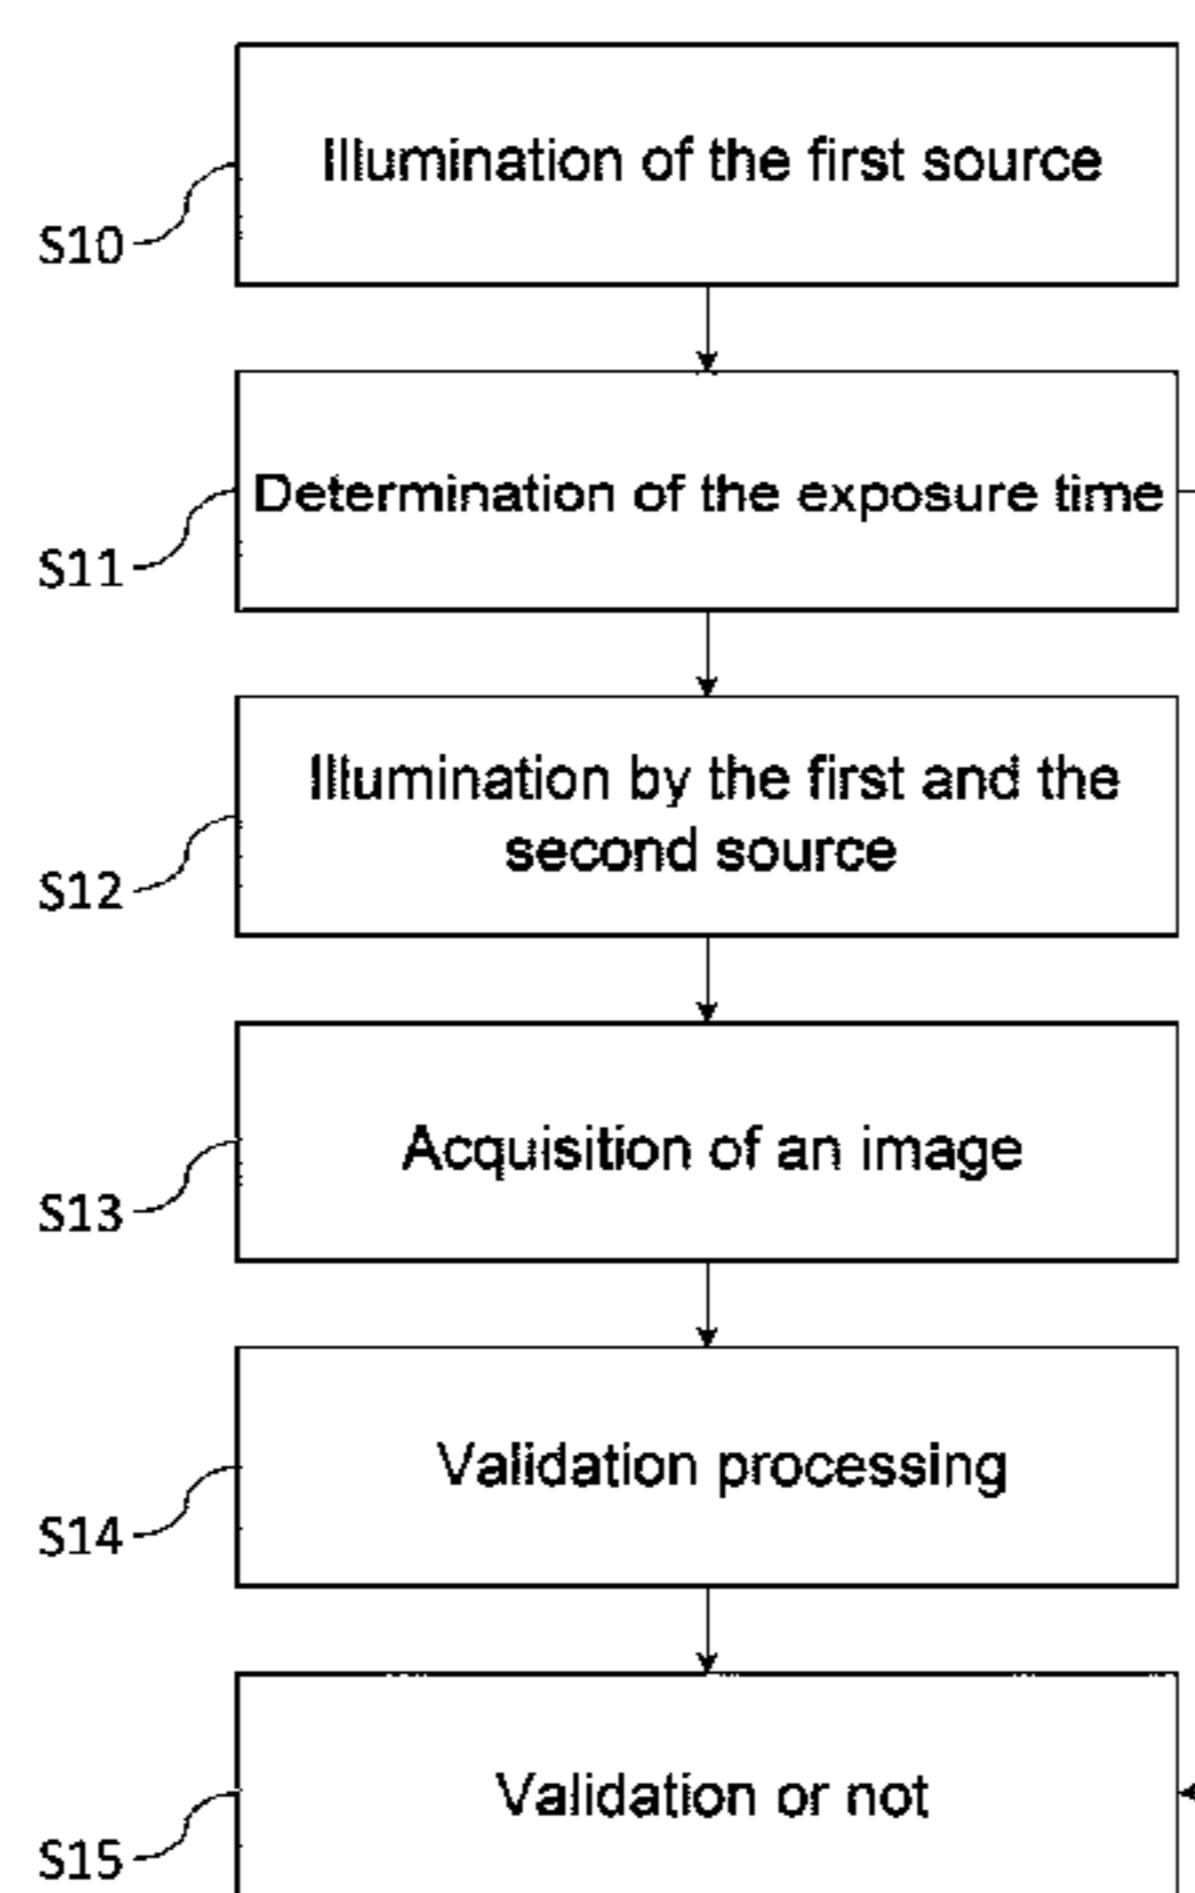 Illumination of the first source
S10
Determination of the exposure time
S11
Illumination by the first and the
second source
S12
Acquisition of an image
S13
Validation processing
S14
Validation or not
S15